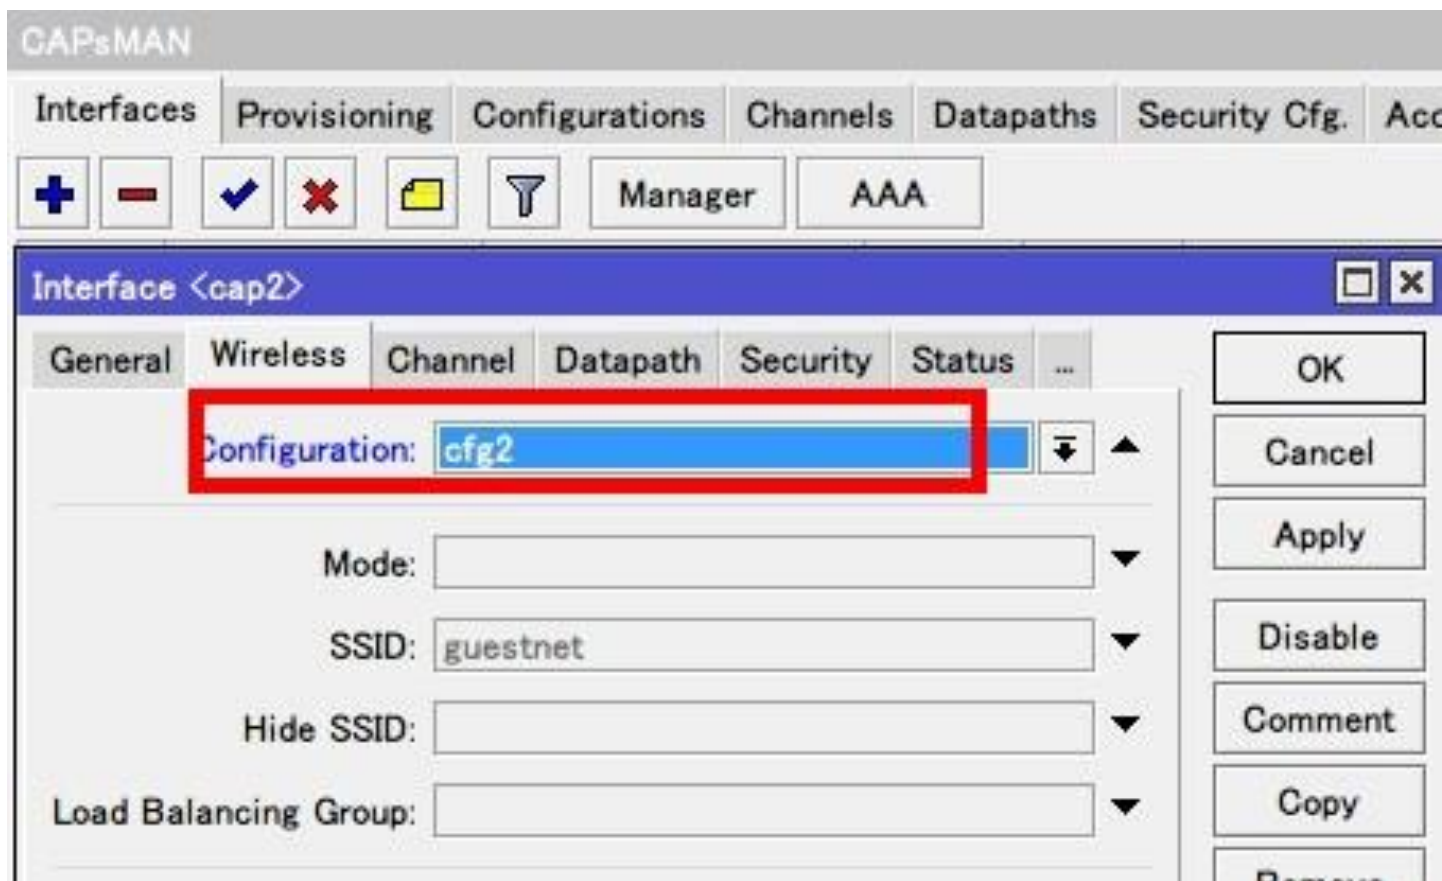 CAPsMAN
Interfaces Provisioning Configurations Channels Datapaths Security Cfg. Acc
Manager AAA
Interface <cap2>
General Wireless Channel Datapath Security Status ...
OK
Configuration: cfg2
Cancel
Mode:
Apply
SSID: guestnet
Disable
Hide SSID:
Comment
Load Balancing Group:
Copy